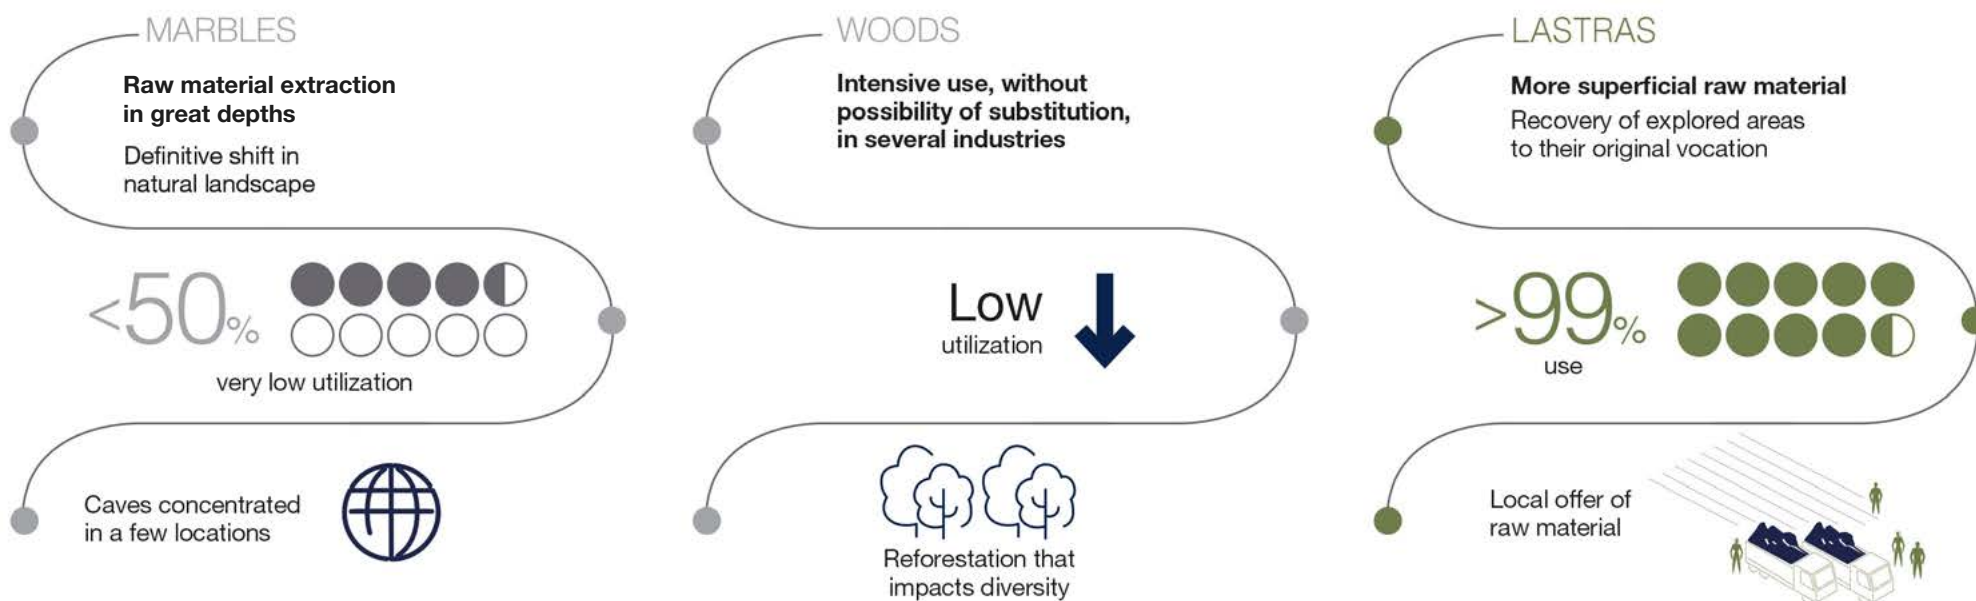 MARBLES
Raw material extraction
in great depths
Definitive shift in
natural landscape
<50%
very low utilization
Caves concentrated
in a few locations
WOODS
Intensive use, without
possibility of substitution,
in several industries
Low
utilization
Reforestation that
impacts diversity
LASTRAS
More superficial raw material
Recovery of explored areas
to their original vocation
>99%
use
Local offer of
raw material